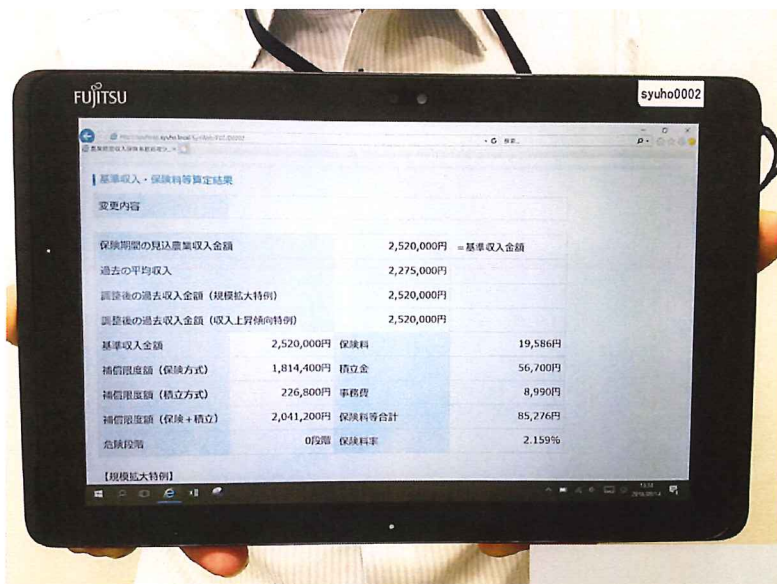 FUJITSU
syuho0002
基準収入・保険料等算定結果
変更内容
保険期間の見込農業収入金額 2,520,000円 =基準収入金額
過去の平均収入 2,275,000円
調整後の過去収入金額（規模拡大特例） 2,520,000円
調整後の過去収入金額（収入上昇傾向特例） 2,520,000円
基準収入金額 2,520,000円 保険料 19,586円
補償限度額（保険方式） 1,814,400円 積立金 56,700円
補償限度額（積立方式） 226,800円 事務費 8,990円
補償限度額（保険＋積立） 2,041,200円 保険料等合計 85,276円
危険段階 0段階 保険料率 2.159%
【規模拡大特例】